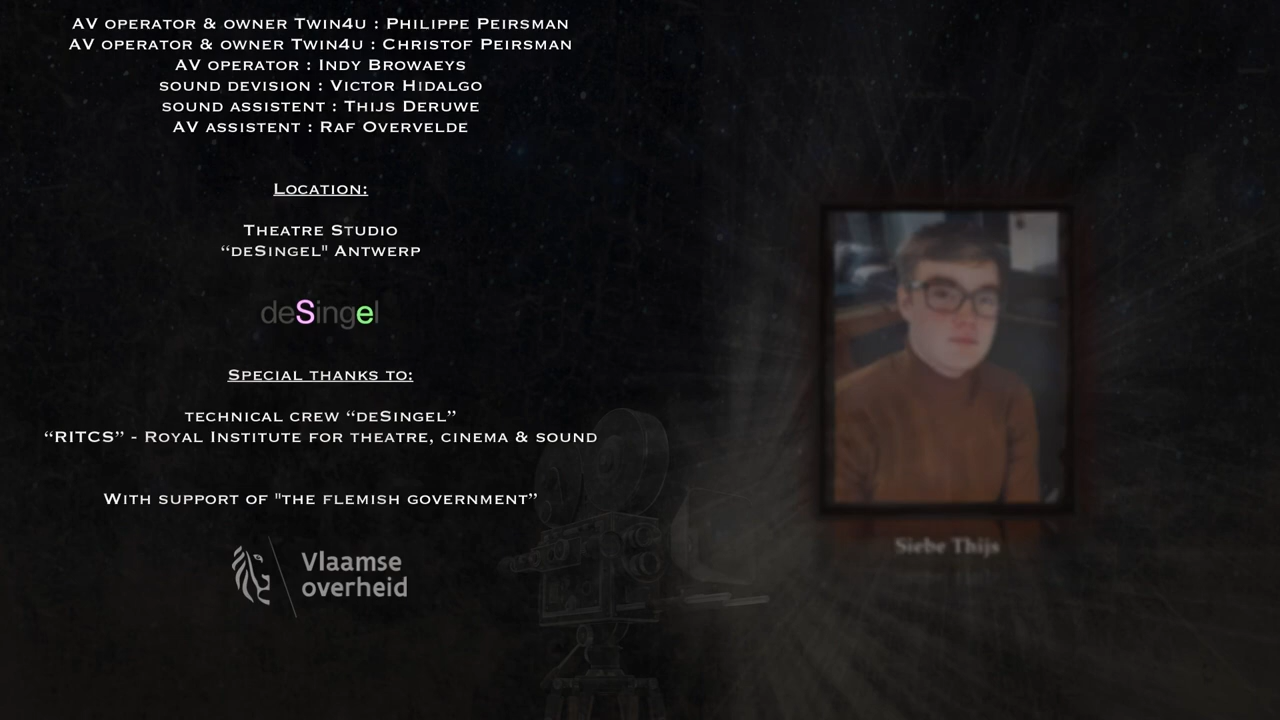 AV operator & owner Twin4u : Philippe Peirsman
AV operator & owner Twin4u : Christof Peirsman
AV operator : Indy Browaeys
sound devision : Victor Hidalgo
sound assistent : Thijs Deruwe
AV assistent : Raf Overvelde
Location:
Theatre Studio
“deSingel" Antwerp
deSingel
Special thanks to:
technical crew “deSingel”
“RITCS” - Royal Institute for theatre, cinema & sound
With support of "the flemish government”
Vlaamse
overheid
Siebe Thijs